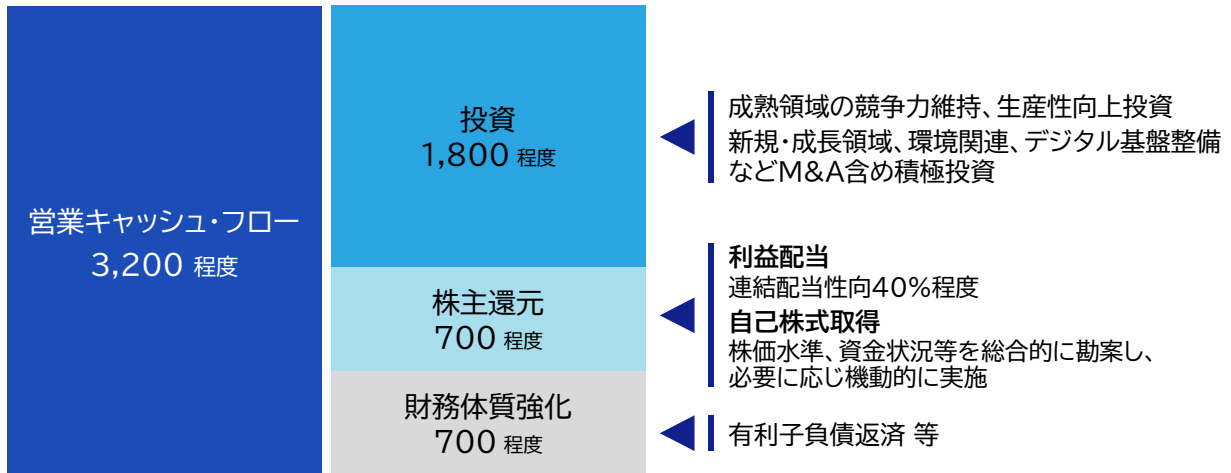 営業キャッシュ・フロー
3,200 程度
投資
1,800 程度
成熟領域の競争力維持、生産性向上投資
新規・成長領域、環境関連、デジタル基盤整備
などM&A含め積極投資
株主還元
700 程度
利益配当
連結配当性向40%程度
自己株式取得
株価水準、資金状況等を総合的に勘案し、
必要に応じ機動的に実施
財務体質強化
700 程度
有利子負債返済 等